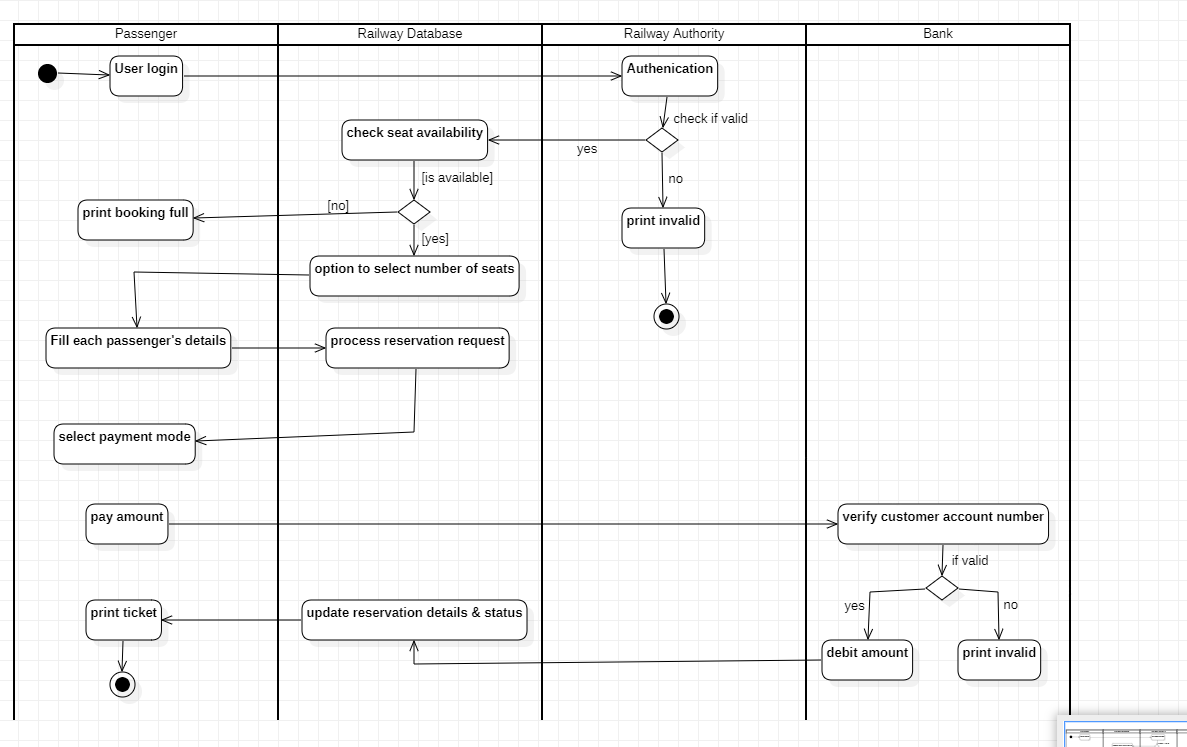 Passenger
Railway Database
Railway Authority
Bank
User login
Authenication
check if valid
check seat availability
yes
[is available]
no
print booking full
[no]
print invalid
[yes]
option to select number of seats
Fill each passenger's details
process reservation request
select payment mode
pay amount
verify customer account number
if valid
yes
no
print ticket
update reservation details & status
debit amount
print invalid